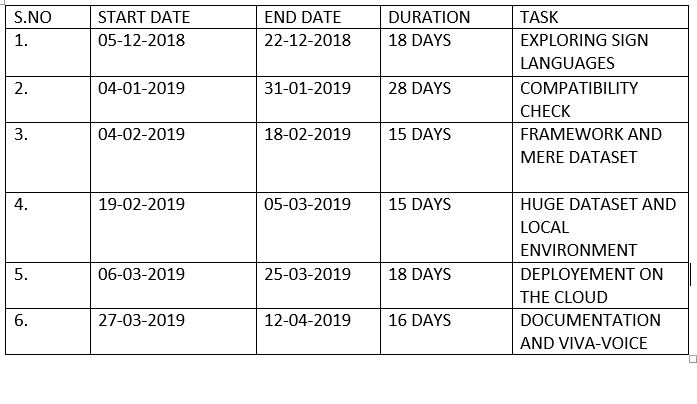 S.NO START DATE END DATE DURATION TASK
1. 05-12-2018 22-12-2018 18 DAYS EXPLORING SIGN
LANGUAGES
2. 04-01-2019 31-01-2019 28 DAYS COMPATIBILITY
CHECK
3. 04-02-2019 18-02-2019 15 DAYS FRAMEWORK AND
MERE DATASET
4. 19-02-2019 05-03-2019 15 DAYS HUGE DATASET AND
LOCAL
ENVIRONMENT
5. 06-03-2019 25-03-2019 18 DAYS DEPLOYEMENT ON
THE CLOUD
6. 27-03-2019 12-04-2019 16 DAYS DOCUMENTATION
AND VIVA-VOICE